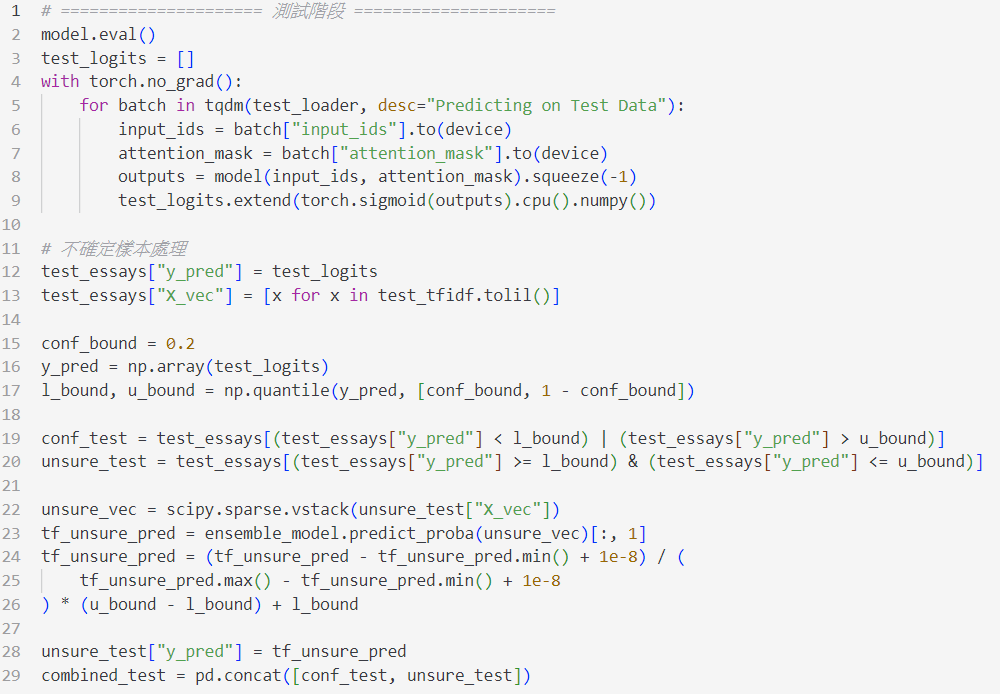 1 # ===================== 測試階段 =====================
2 model.eval()
3 test_logits = []
4 with torch.no_grad():
5     for batch in tqdm(test_loader, desc="Predicting on Test Data"):
6         input_ids = batch["input_ids"].to(device)
7         attention_mask = batch["attention_mask"].to(device)
8         outputs = model(input_ids, attention_mask).squeeze(-1)
9         test_logits.extend(torch.sigmoid(outputs).cpu().numpy())
10
11 # 不確定樣本處理
12 test_essays["y_pred"] = test_logits
13 test_essays["X_vec"] = [x for x in test_tfidf.tolil()]
14
15 conf_bound = 0.2
16 y_pred = np.array(test_logits)
17 l_bound, u_bound = np.quantile(y_pred, [conf_bound, 1 - conf_bound])
18
19 conf_test = test_essays[(test_essays["y_pred"] < l_bound) | (test_essays["y_pred"] > u_bound)]
20 unsure_test = test_essays[(test_essays["y_pred"] >= l_bound) & (test_essays["y_pred"] <= u_bound)]
21
22 unsure_vec = scipy.sparse.vstack(unsure_test["X_vec"])
23 tf_unsure_pred = ensemble_model.predict_proba(unsure_vec)[:, 1]
24 tf_unsure_pred = (tf_unsure_pred - tf_unsure_pred.min() + 1e-8) / (
25     tf_unsure_pred.max() - tf_unsure_pred.min() + 1e-8
26 ) * (u_bound - l_bound) + l_bound
27
28 unsure_test["y_pred"] = tf_unsure_pred
29 combined_test = pd.concat([conf_test, unsure_test])